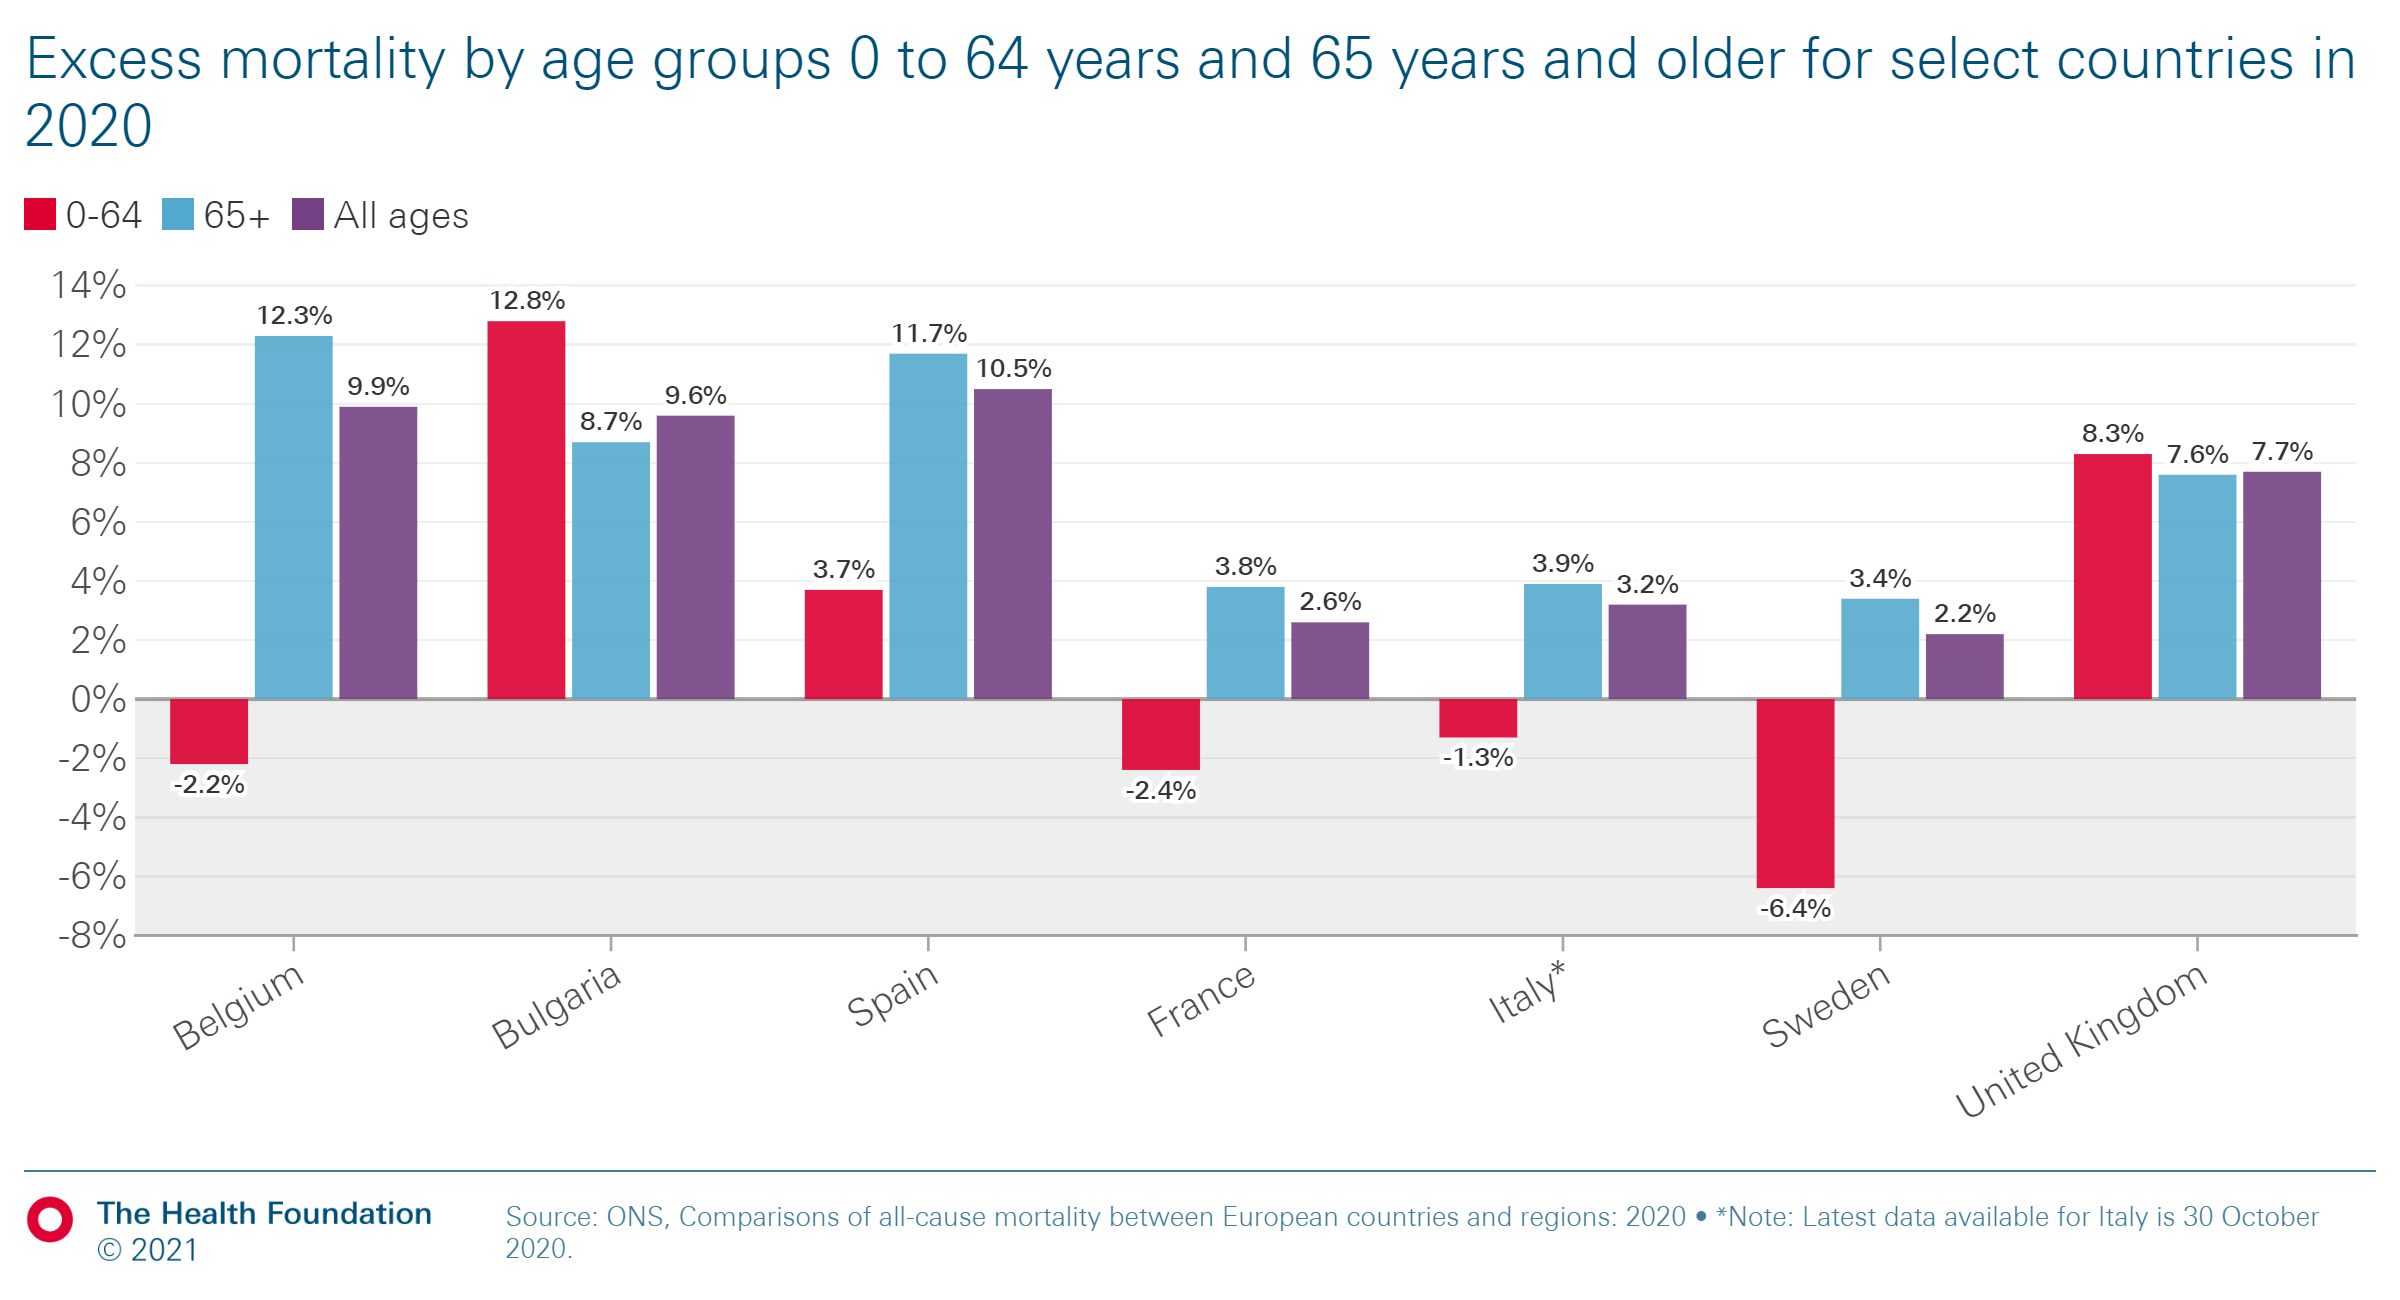 Excess mortality by age groups 0 to 64 years and 65 years and older for select countries in
2020
0-64 65+ All ages
14%
12%
10%
8%
6%
4%
2%
0%
-2%
-4%
-6%
-8%
-2.2% 12.3% 9.9%
12.8% 8.7% 9.6%
3.7% 11.7% 10.5%
-2.4% 3.8% 2.6%
-1.3% 3.9% 3.2%
-6.4% 3.4% 2.2%
8.3% 7.6% 7.7%
Belgium
Bulgaria
Spain
France
Italy*
Sweden
United Kingdom
The Health Foundation
© 2021
Source: ONS, Comparisons of all-cause mortality between European countries and regions: 2020 • *Note: Latest data available for Italy is 30 October
2020.